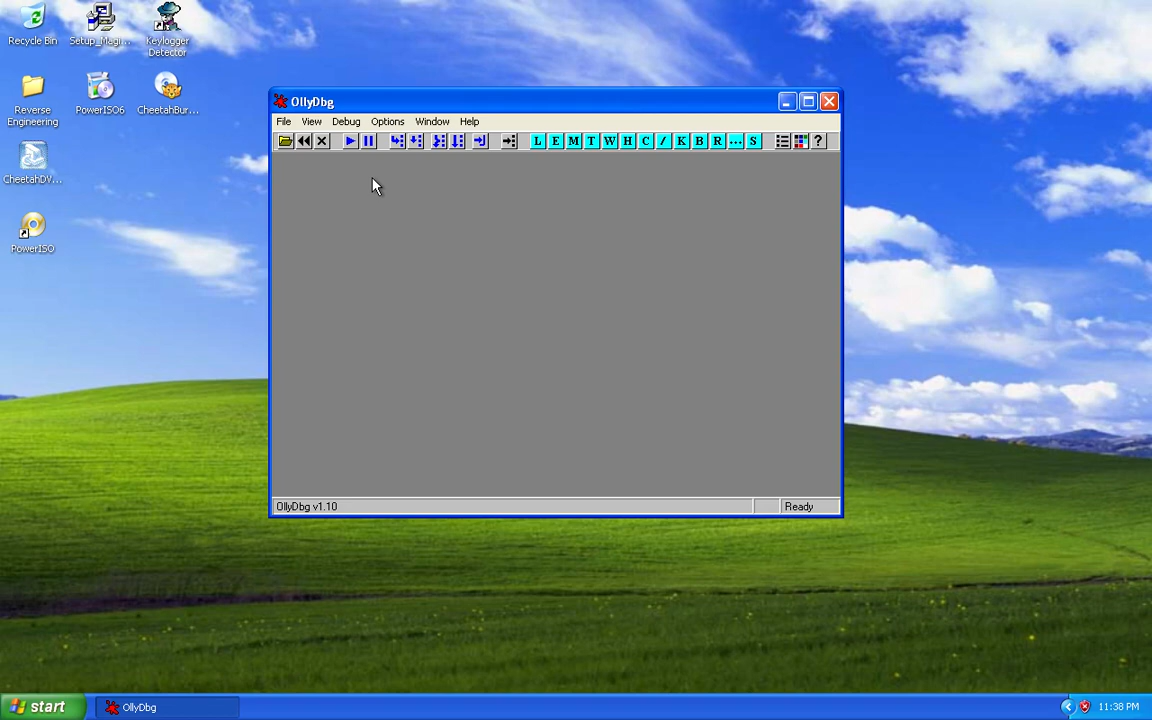 Recycle Bin
Setup_Magi...
Keylogger
Detector
Reverse
Engineering
PowerISO6
CheetahBur...
CheetahDV...
PowerISO
OllyDbg
File View Debug Options Window Help
L E M T W H C / K B R ... S ?
OllyDbg v1.10
Ready
start
OllyDbg
11:38 PM